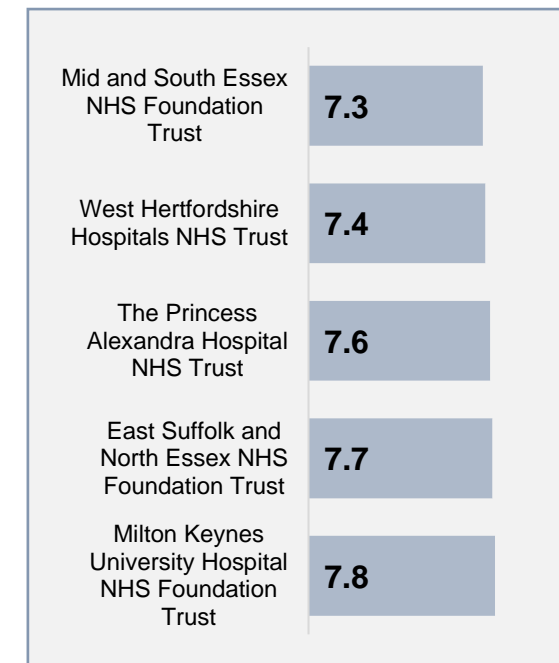 Mid and South Essex
NHS Foundation
Trust
7.3
West Hertfordshire
Hospitals NHS Trust
7.4
The Princess
Alexandra Hospital
NHS Trust
7.6
East Suffolk and
North Essex NHS
Foundation Trust
7.7
Milton Keynes
University Hospital
NHS Foundation
Trust
7.8